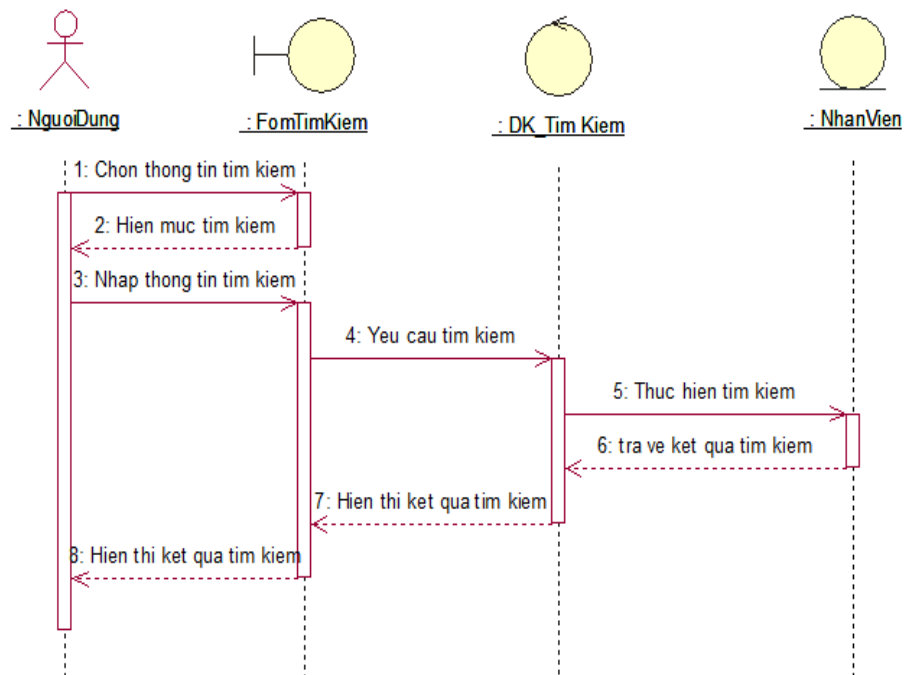 : NguoiDung
: FomTimKiem
: DK_Tim Kiem
: NhanVien
1: Chon thong tin tim kiem
2: Hien muc tim kiem
3: Nhap thong tin tim kiem
4: Yeu cau tim kiem
5: Thuc hien tim kiem
6: tra ve ket qua tim kiem
7: Hien thi ket qua tim kiem
8: Hien thi ket qua tim kiem